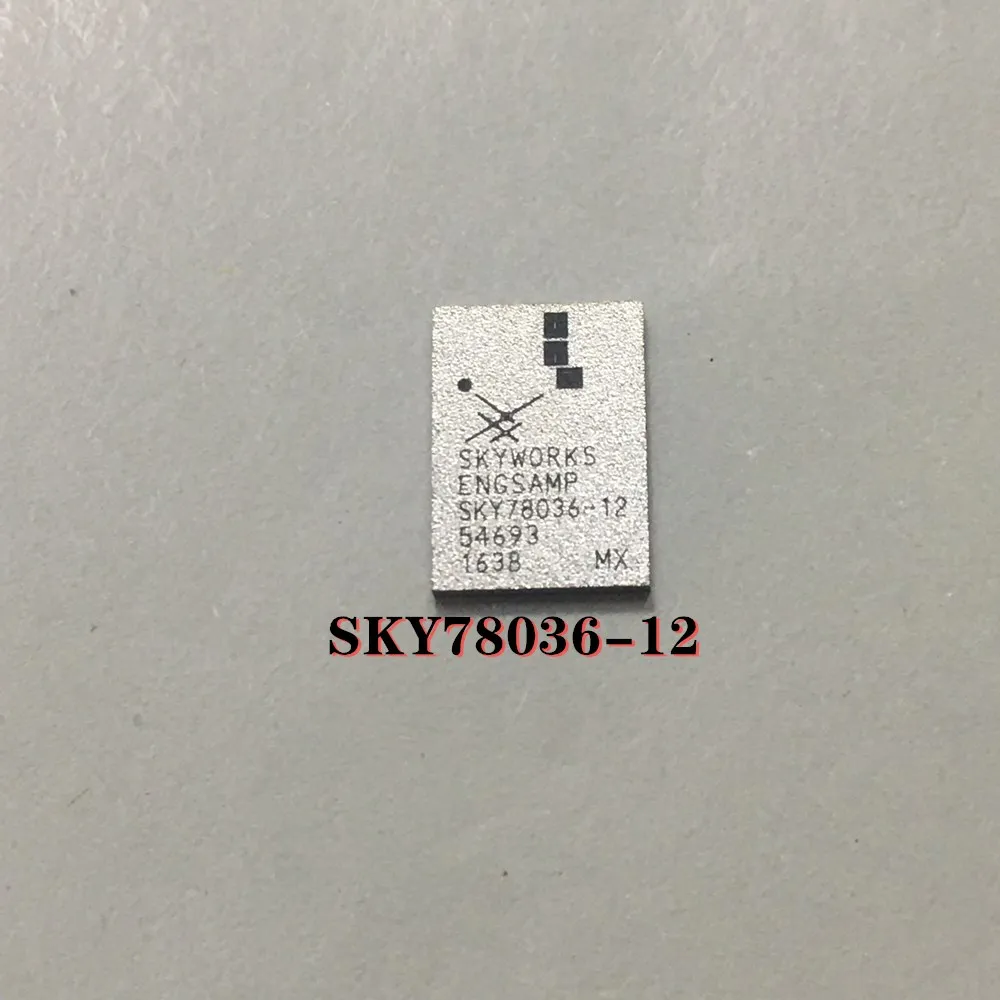 SKYWORKS
ENGSAMP
SKY78036-12
54693
1638 MX
SKY78036-12